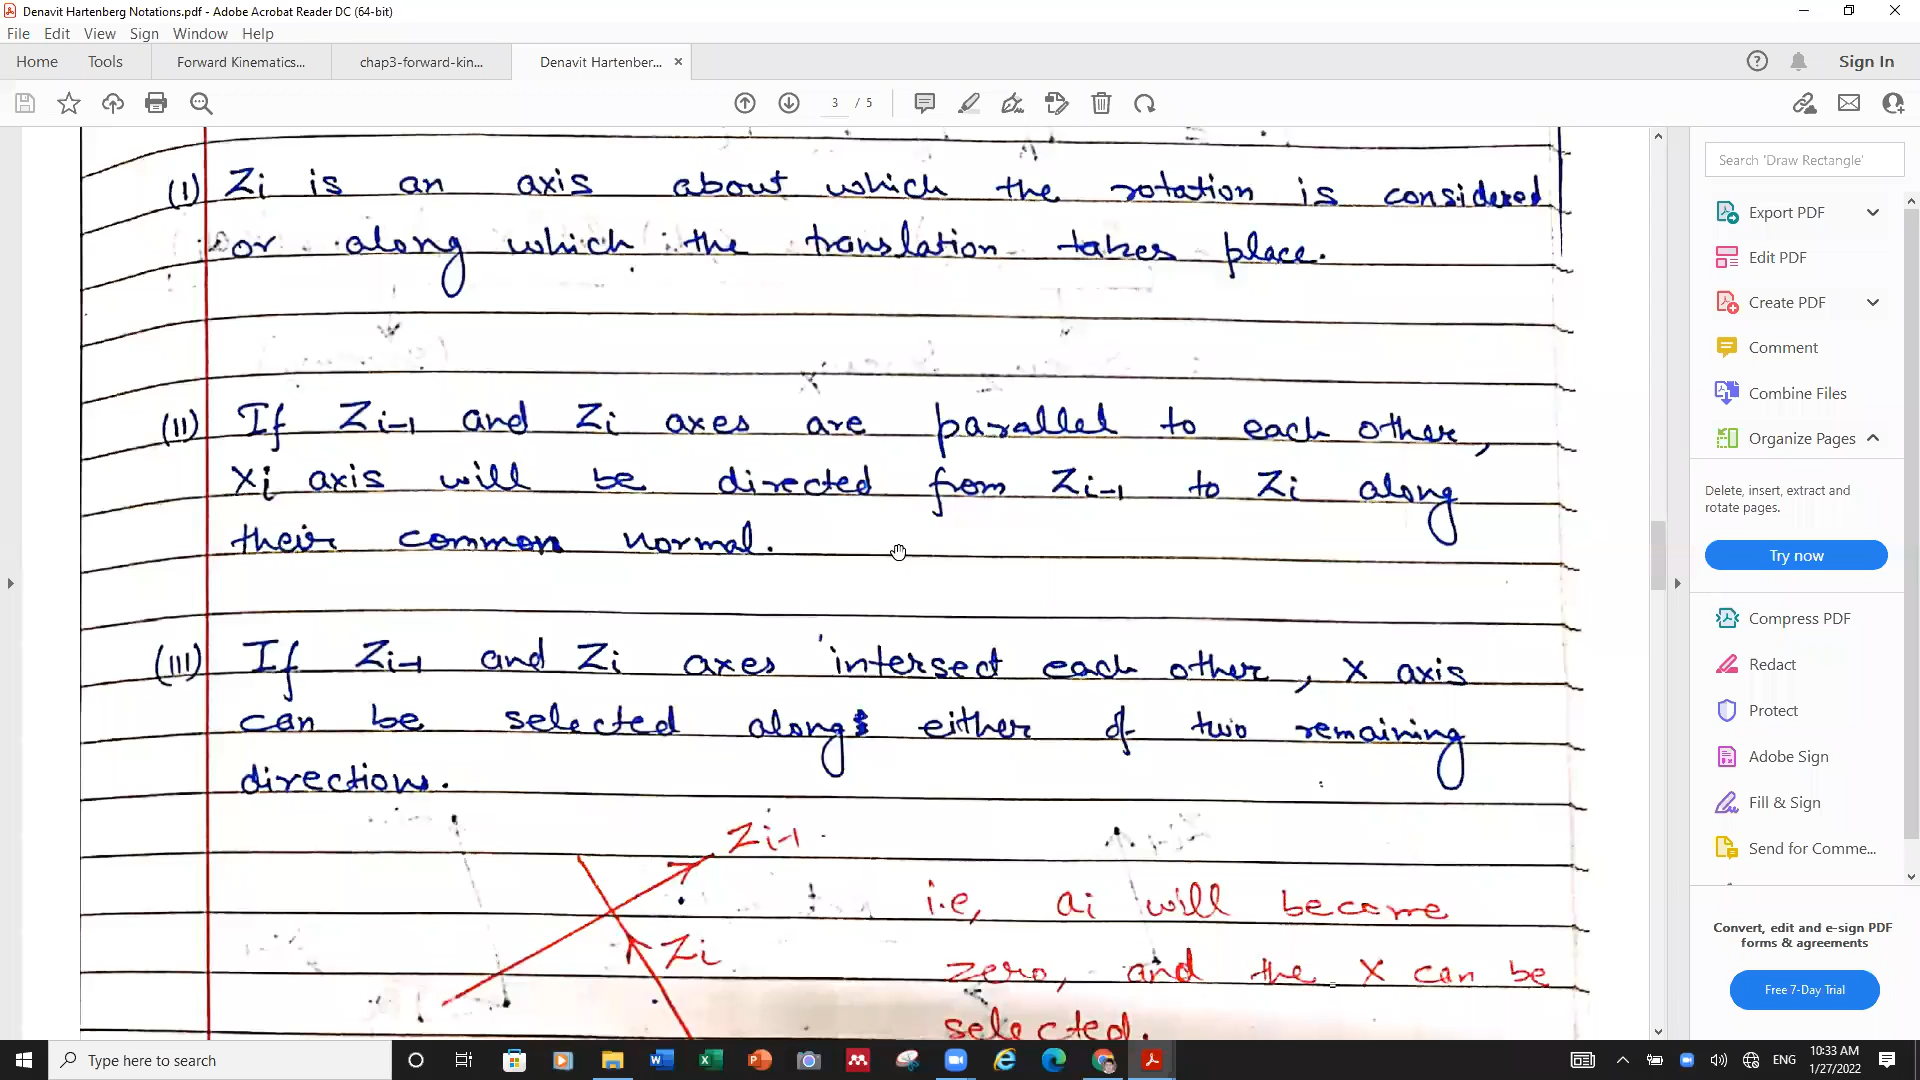 Denavit Hartenberg Notations.pdf - Adobe Acrobat Reader DC (64-bit)
File Edit View Sign Window Help
Home Tools Forward Kinematics... chap3-forward-kin... Denavit Hartenber... × Sign In
3 / 5
(I) Zi is an axis about which the rotation is considered
or along which the translation takes place.
(II) If Zi-1 and Zi axes are parallel to each other,
Xi axis will be directed from Zi-1 to Zi along
their common normal.
(III) If Zi-1 and Zi axes intersect each other, X axis
can be selected along either of two remaining
directions.
Zi-1
Zi
i.e, ai will become
zero, and the X can be
selected.
Search 'Draw Rectangle'
Export PDF
Edit PDF
Create PDF
Comment
Combine Files
Organize Pages
Delete, insert, extract and
rotate pages.
Try now
Compress PDF
Redact
Protect
Adobe Sign
Fill & Sign
Send for Comme...
Convert, edit and e-sign PDF
forms & agreements
Free 7-Day Trial
Type here to search
ENG
10:33 AM
1/27/2022